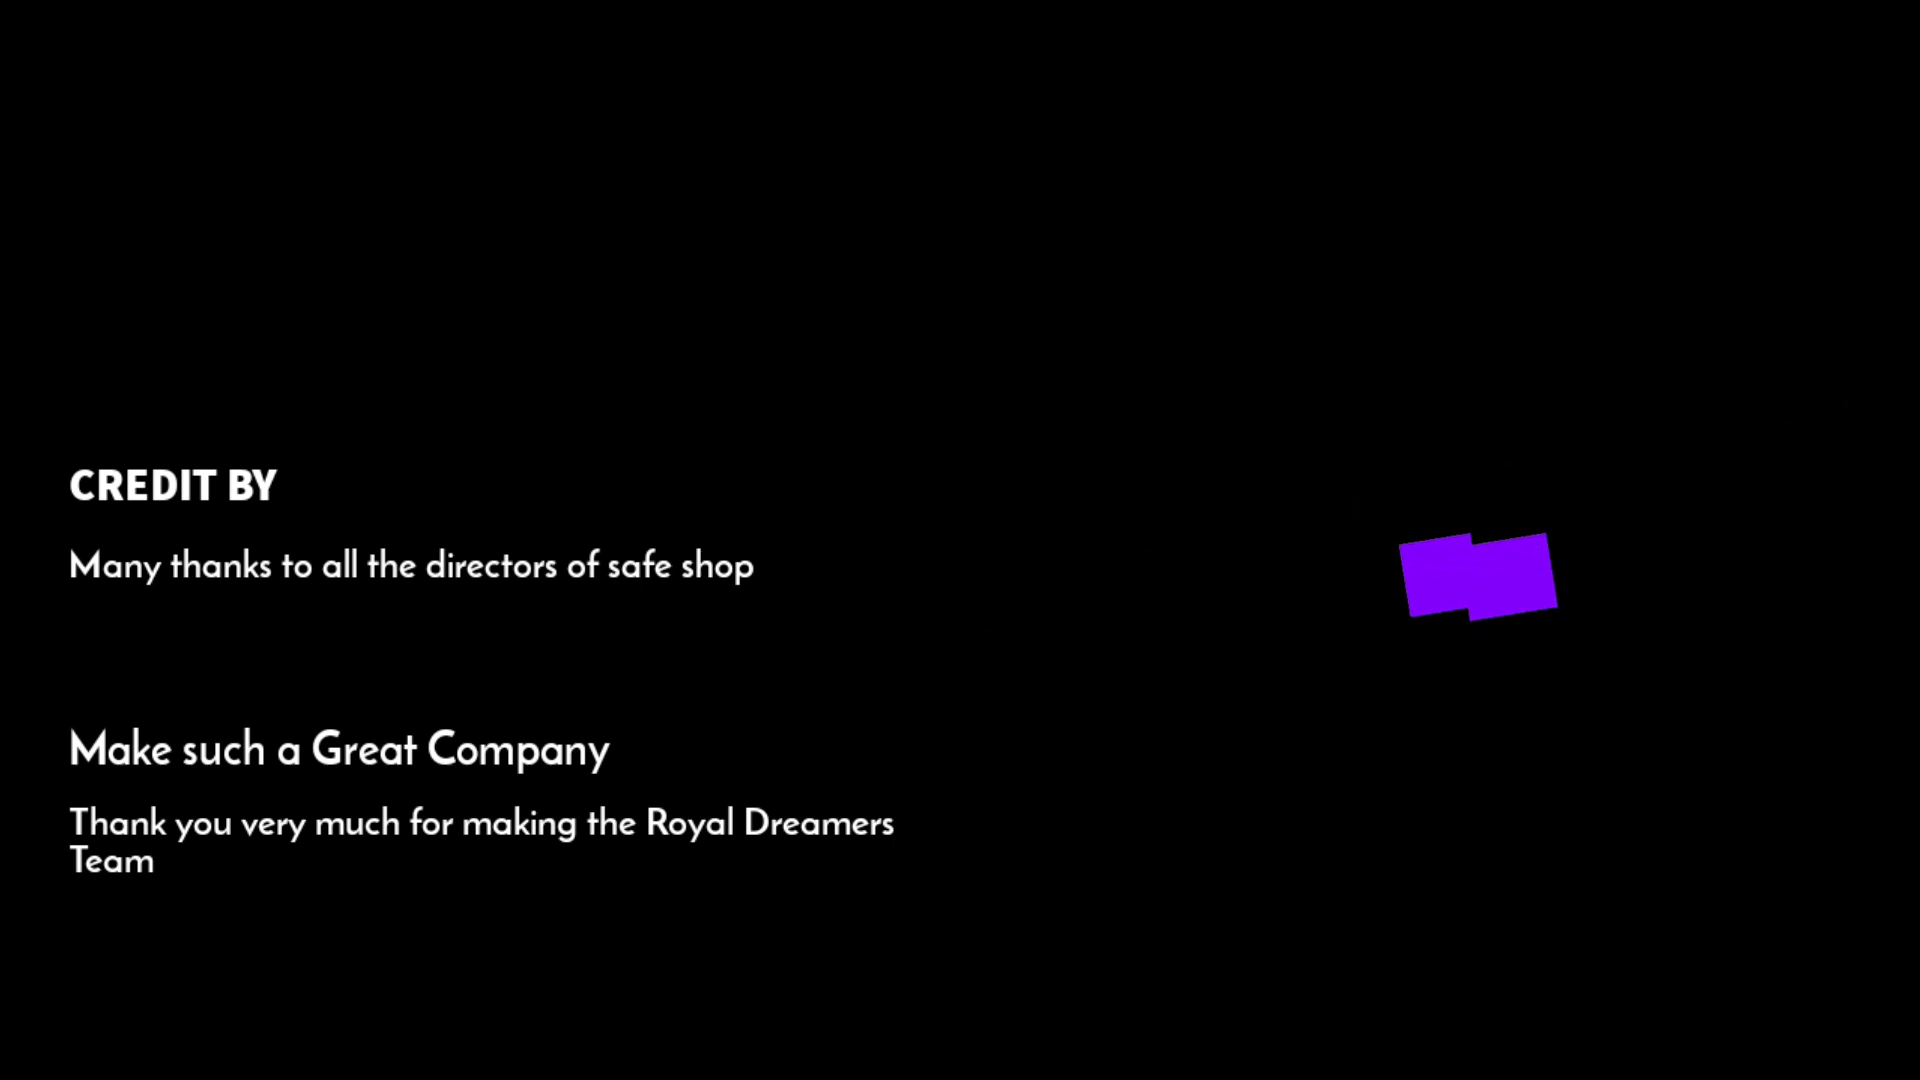 CREDIT BY
Many thanks to all the directors of safe shop
Make such a Great Company
Thank you very much for making the Royal Dreamers
Team